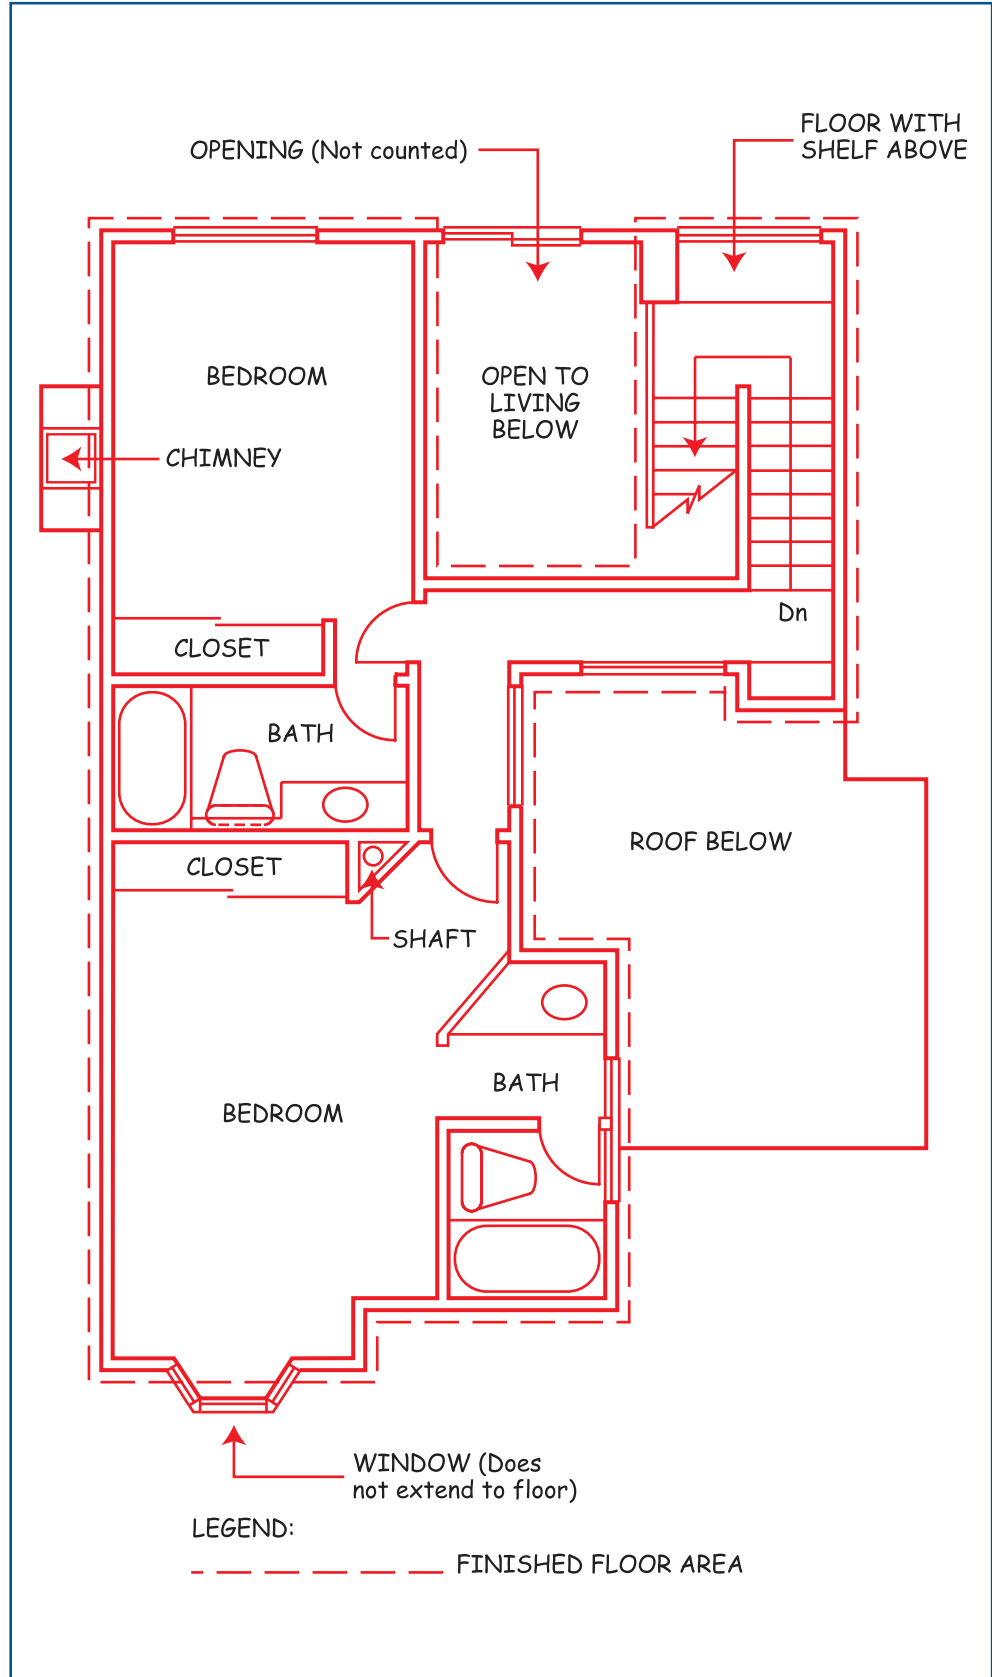 FLOOR WITH
SHELF ABOVE
OPENING (Not counted)
BEDROOM
OPEN TO
LIVING
BELOW
CHIMNEY
Dn
CLOSET
BATH
ROOF BELOW
CLOSET
SHAFT
BATH
BEDROOM
WINDOW (Does
not extend to floor)
LEGEND:
FINISHED FLOOR AREA